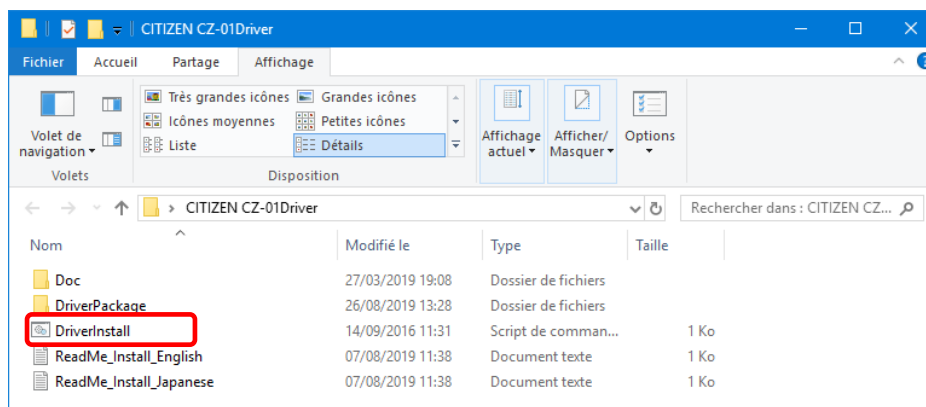 CITIZEN CZ-01Driver
Fichier Accueil Partage Affichage
Très grandes icônes Grandes icônes
Icônes moyennes Petites icônes
Liste Détails
Volet de navigation
Affichage actuel
Afficher/ Masquer
Options
Volets Disposition
CITIZEN CZ-01Driver
Rechercher dans : CITIZEN CZ...
Nom Modifié le Type Taille
Doc 27/03/2019 19:08 Dossier de fichiers
DriverPackage 26/08/2019 13:28 Dossier de fichiers
DriverInstall 14/09/2016 11:31 Script de comman... 1 Ko
ReadMe_Install_English 07/08/2019 11:38 Document texte 1 Ko
ReadMe_Install_Japanese 07/08/2019 11:38 Document texte 1 Ko